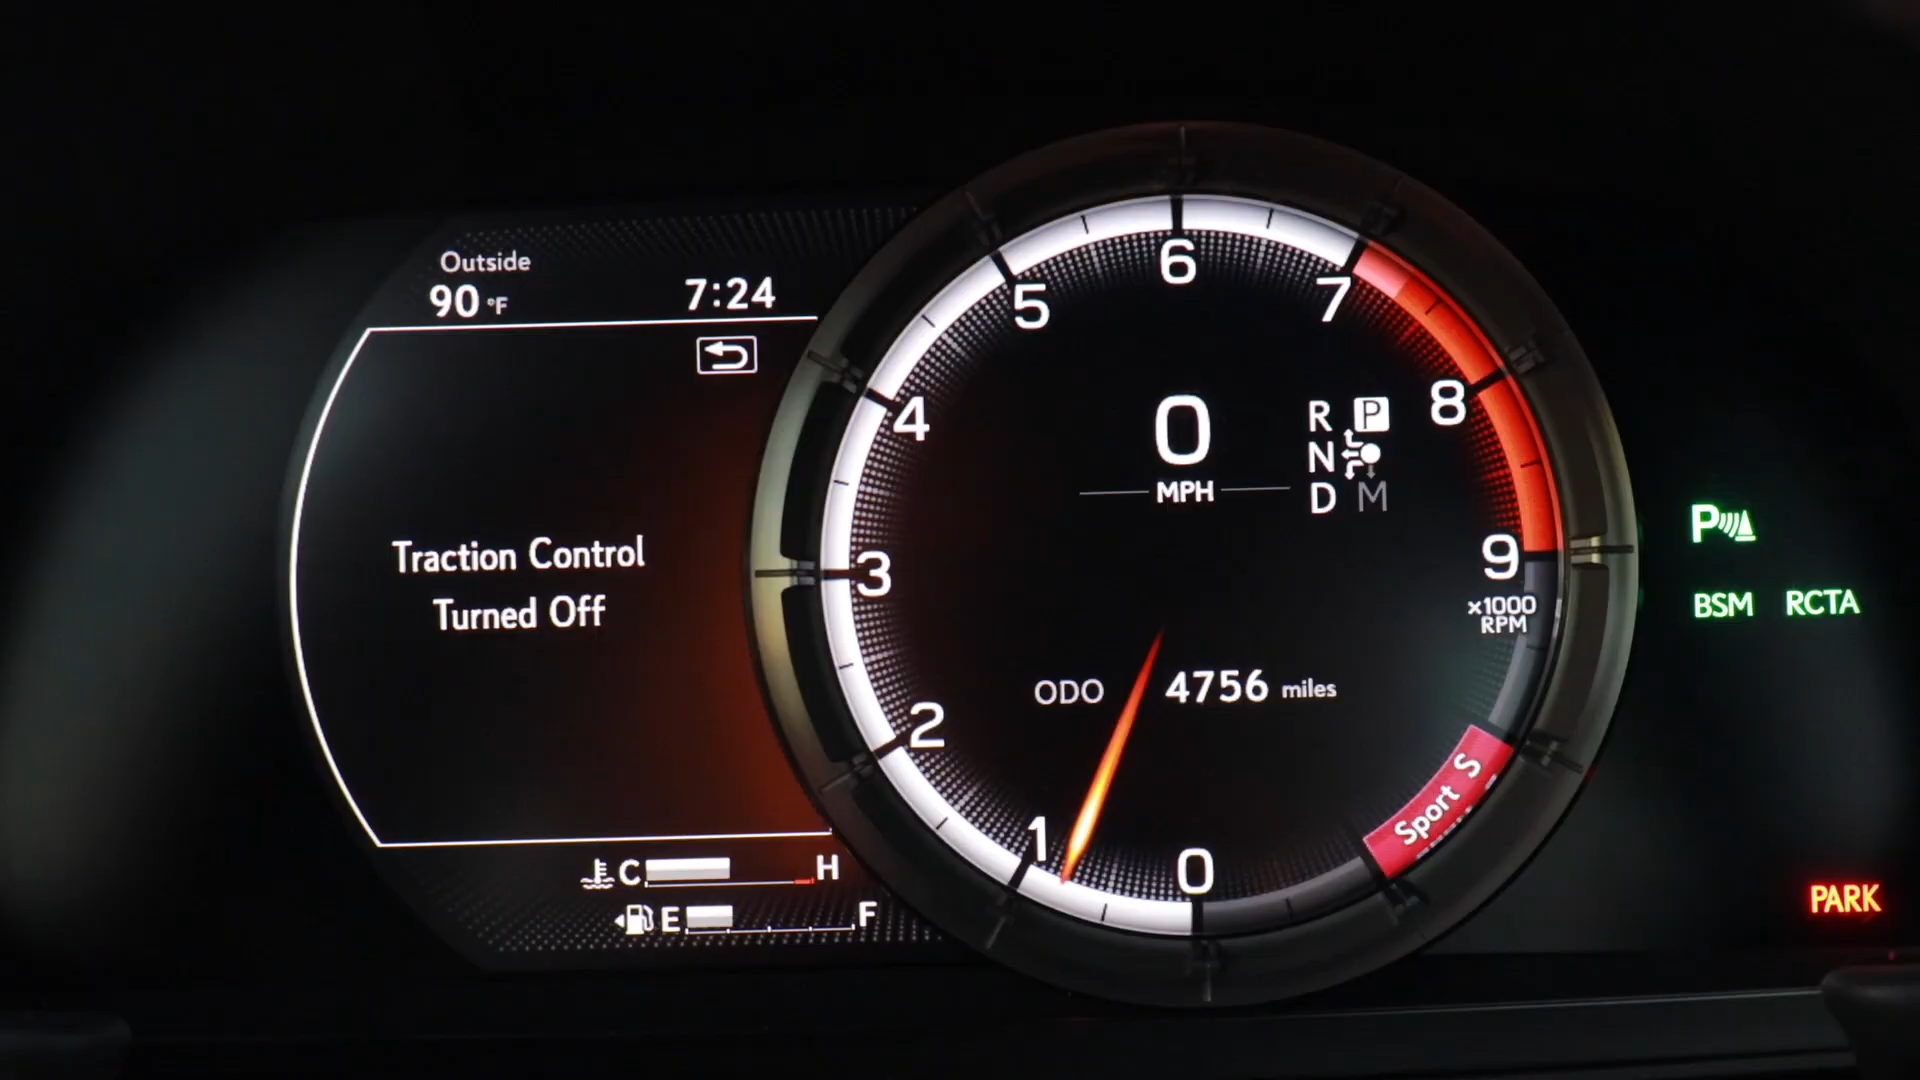 Outside
90 °F
7:24
Traction Control
Turned Off
C H
E F
0
1
2
3
4
5
6
7
8
9
x1000
RPM
0
MPH
R P
N
D M
ODO 4756 miles
Sport S
P
BSM RCTA
PARK